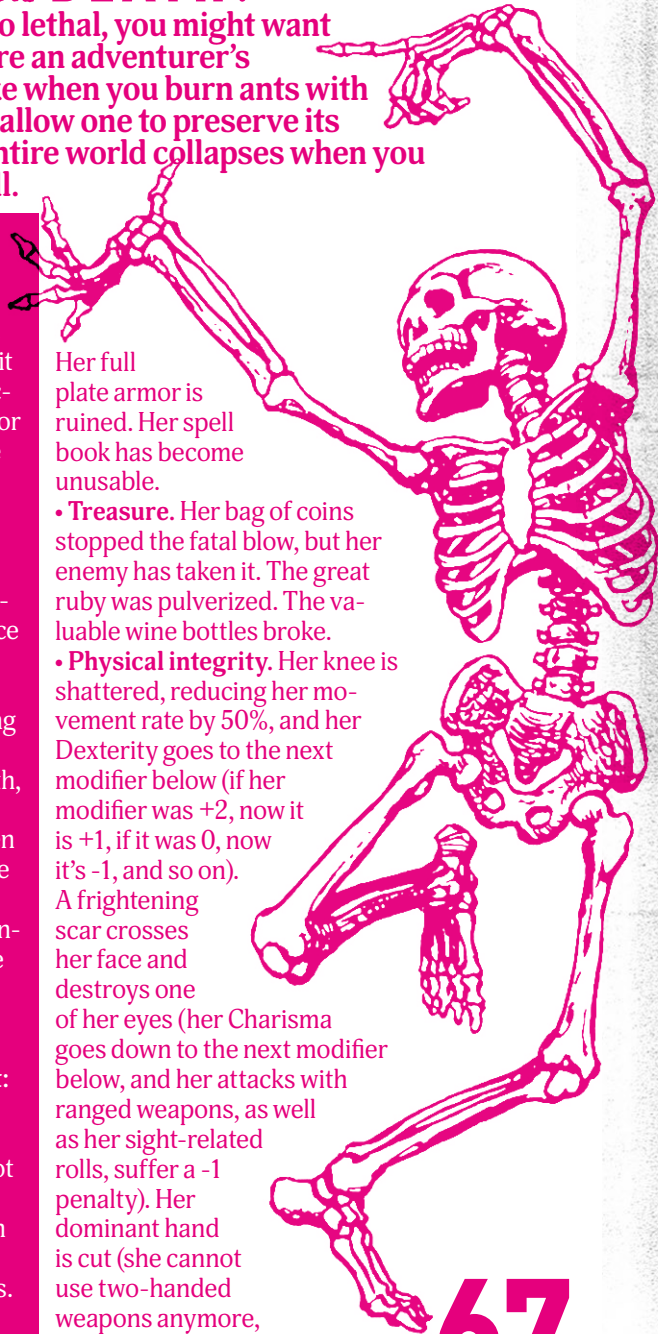 o lethal, you might want
re an adventurer's
e when you burn ants with
allow one to preserve its
ntire world collapses when you
ll.
it
or
ce
Her full
plate armor is
ruined. Her spell
book has become
unusable.
• Treasure. Her bag of coins
stopped the fatal blow, but her
enemy has taken it. The great
ruby was pulverized. The va-
luable wine bottles broke.
• Physical integrity. Her knee is
shattered, reducing her mo-
vement rate by 50%, and her
Dexterity goes to the next
modifier below (if her
modifier was +2, now it
is +1, if it was 0, now
it's -1, and so on).
A frightening
scar crosses
her face and
destroys one
of her eyes (her Charisma
goes down to the next modifier
below, and her attacks with
ranged weapons, as well
as her sight-related
rolls, suffer a -1
penalty). Her
dominant hand
is cut (she cannot
use two-handed
weapons anymore,
67